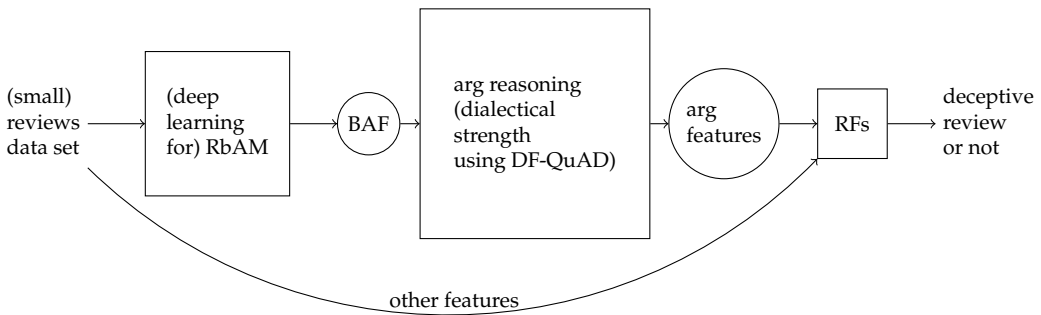 (small)
reviews
data set
(deep
learning
for) RbAM
BAF
arg reasoning
(dialectical
strength
using DF-QuAD)
arg
features
RFs
deceptive
review
or not
other features